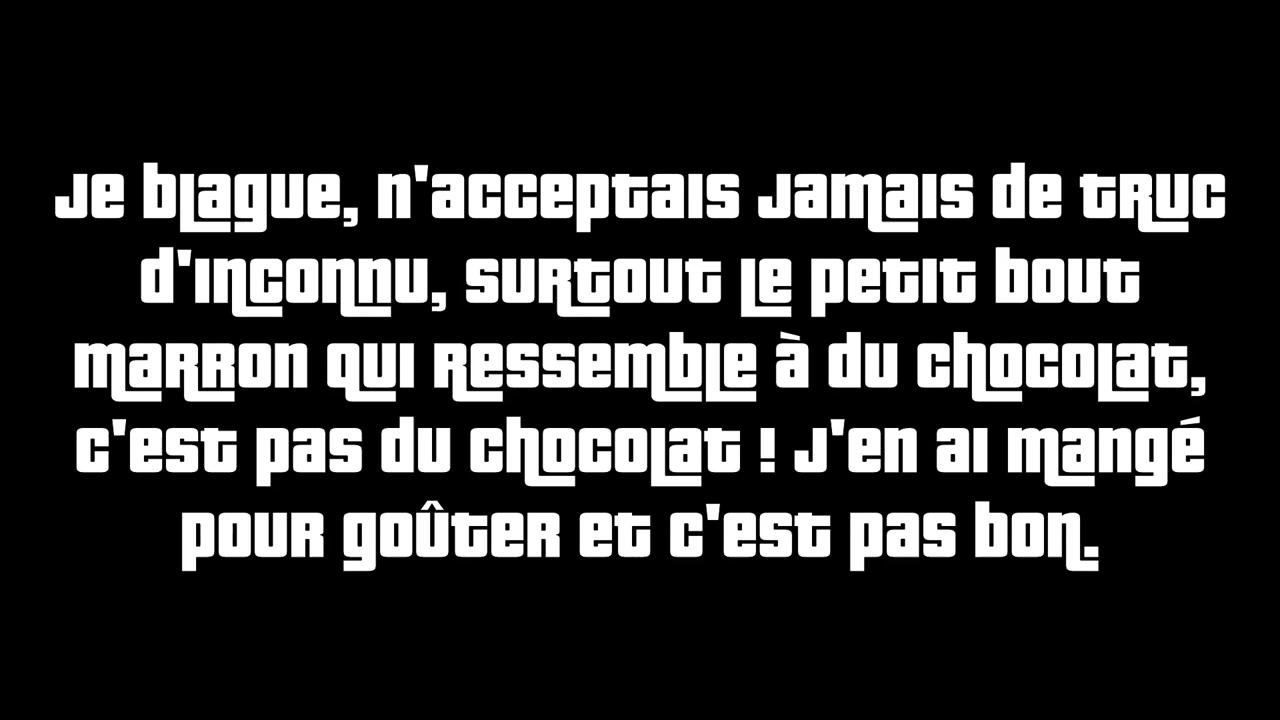 Je blague, n'acceptais jamais de truc
d'inconnu, surtout le petit bout
marron qui ressemble à du chocolat,
c'est pas du chocolat ! J'en ai mangé
pour goûter et c'est pas bon.